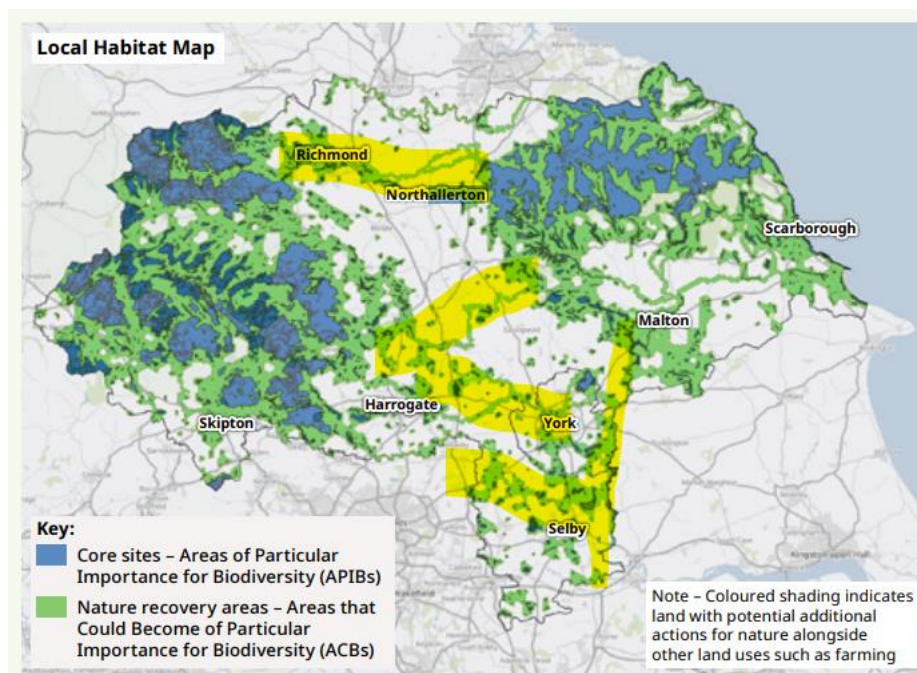 Local Habitat Map
Richmond
Northallerton
Scarborough
Malton
Harrogate
York
Skipton
Selby
Key:
Core sites – Areas of Particular
Importance for Biodiversity (APIBs)
Nature recovery areas – Areas that
Could Become of Particular
Importance for Biodiversity (ACBs)
Note – Coloured shading indicates
land with potential additional
actions for nature alongside
other land uses such as farming